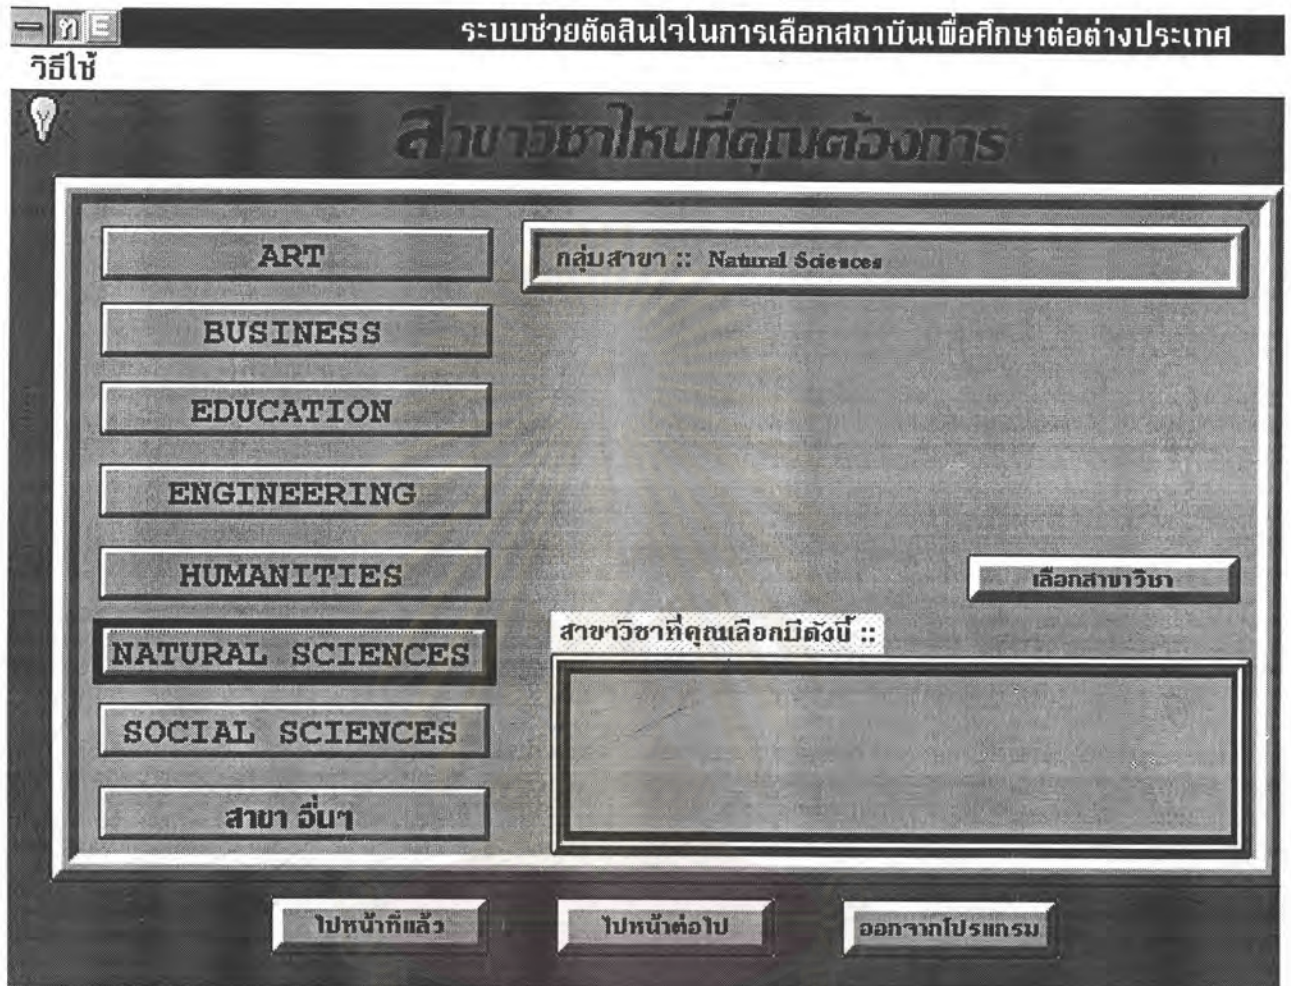 ท E ระบบช่วยตัดสินใจในการเลือกสถาบันเพื่อศึกษาต่อต่างประเทศ
วิธีใช้
สาขาวิชาไหนที่คุณต้องการ
ART
BUSINESS
EDUCATION
ENGINEERING
HUMANITIES
NATURAL SCIENCES
SOCIAL SCIENCES
สาขา อื่นๆ
กลุ่มสาขา :: Natural Sciences
เลือกสาขาวิชา
สาขาวิชาที่คุณเลือกมีดังนี้ ::
ไปหน้าที่แล้ว
ไปหน้าต่อไป
ออกจากโปรแกรม